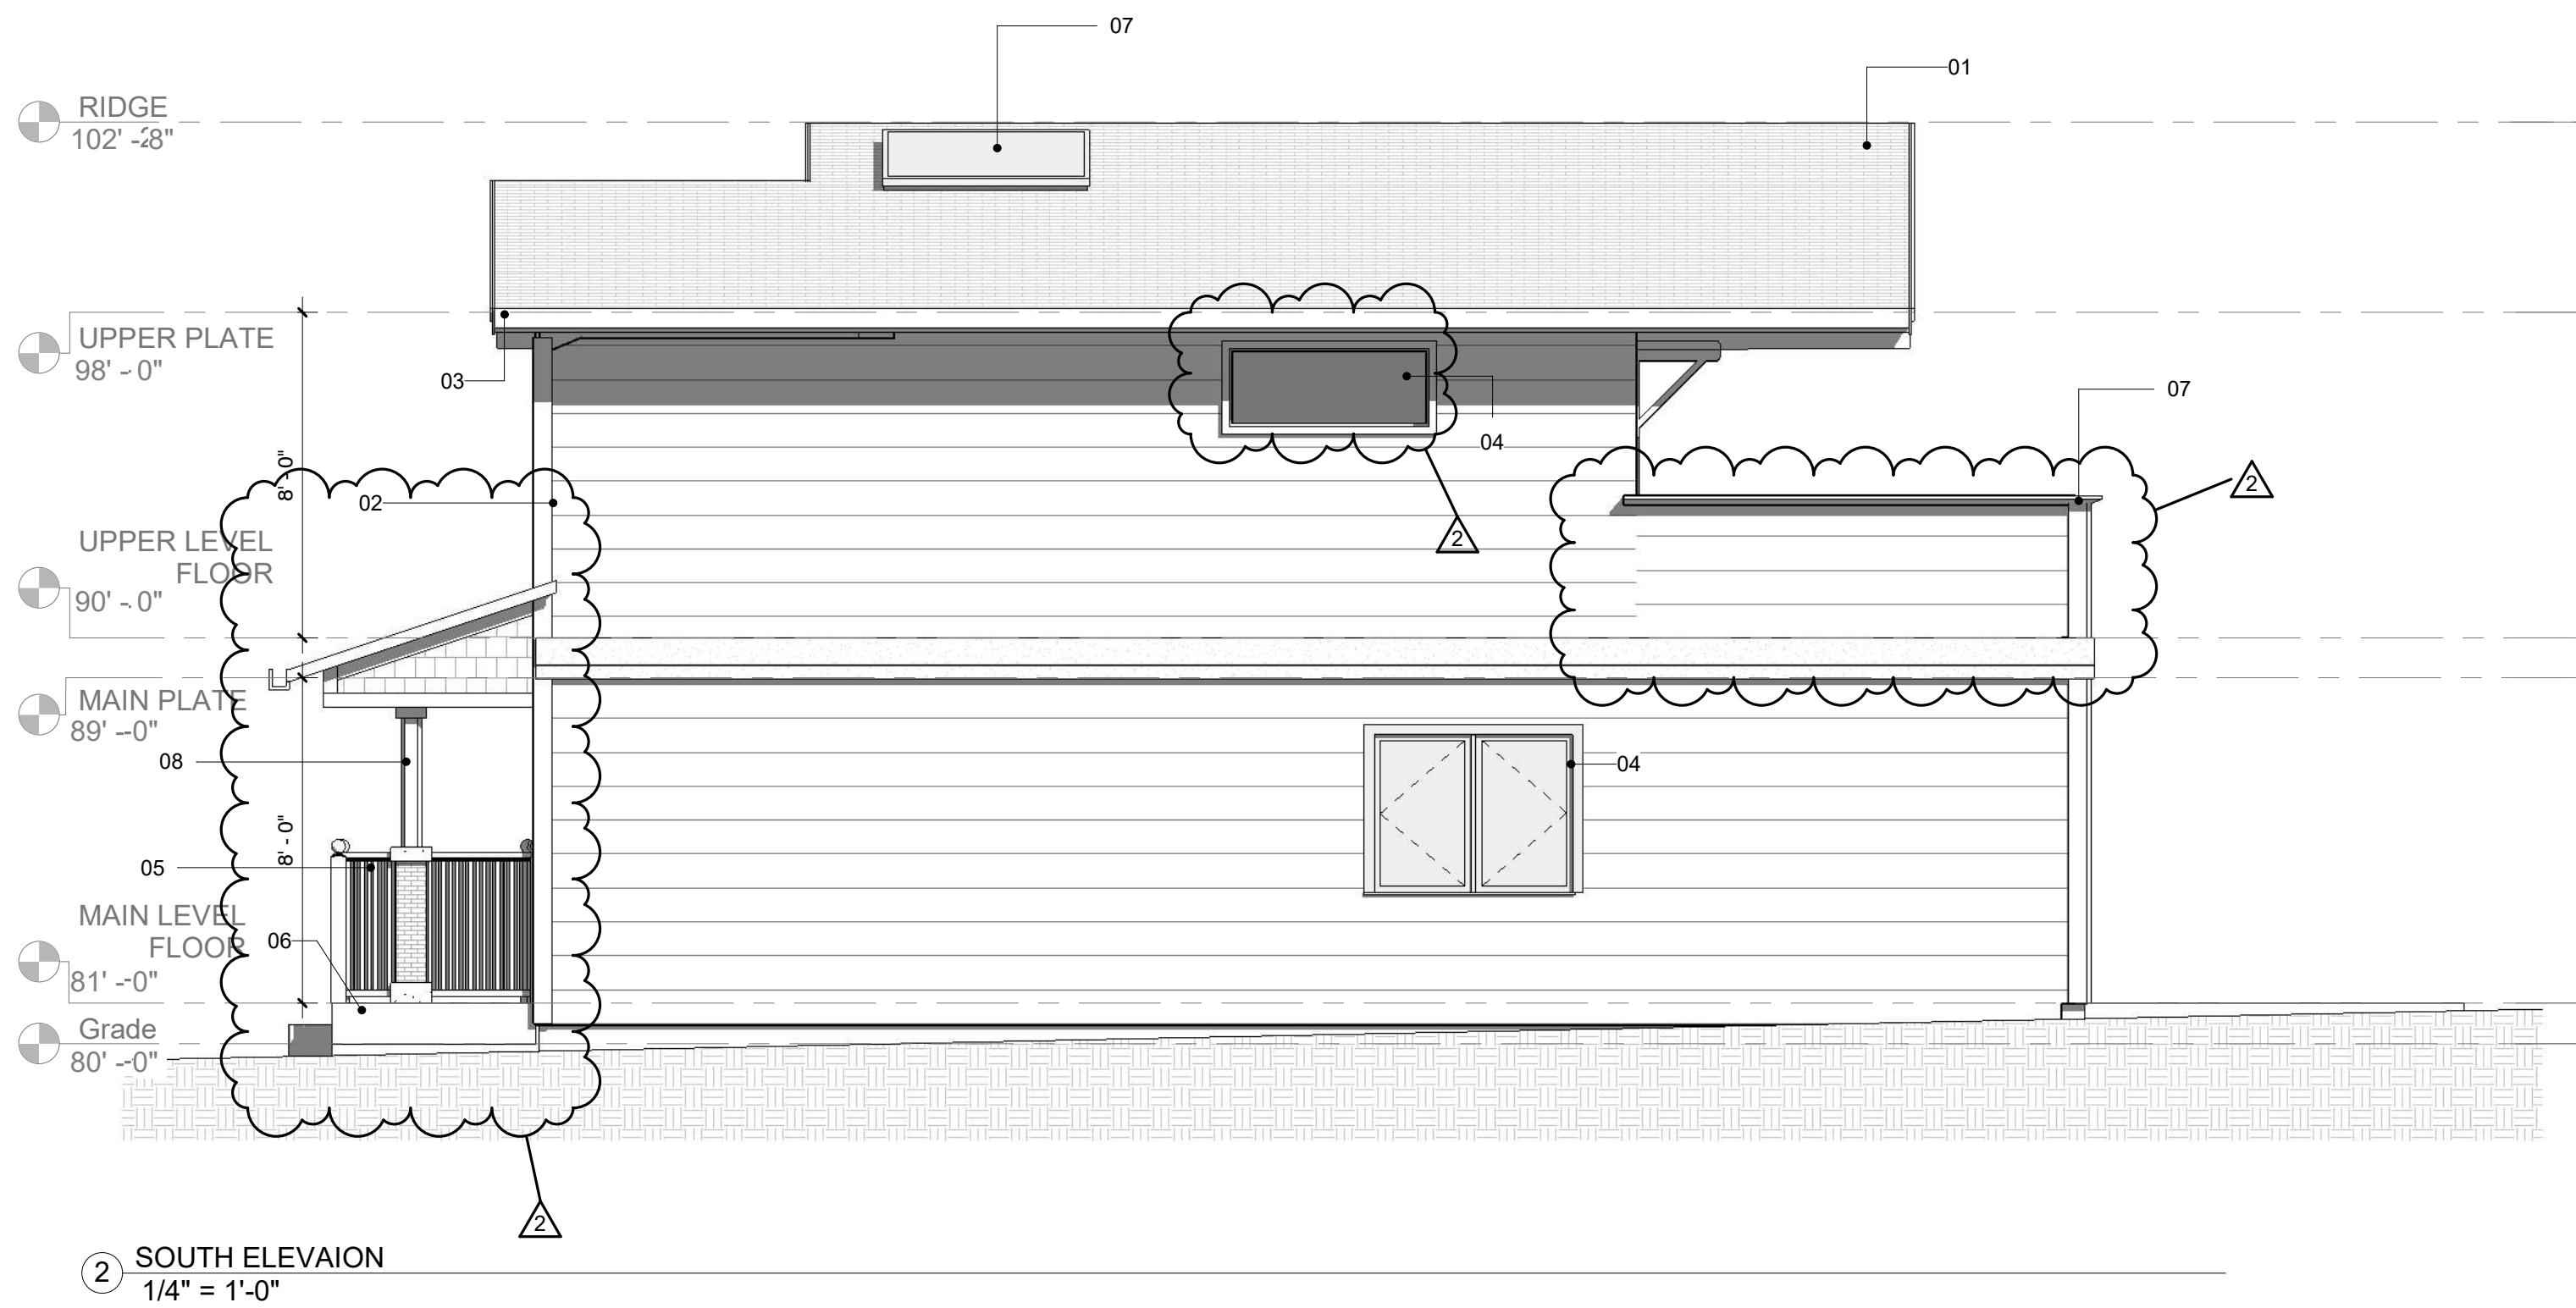 07
01
RIDGE
102' -28"
03
UPPER PLATE
98' - 0"
04
07
8' - 0"
02
2
2
UPPER LEVEL
FLOOR
90' - 0"
MAIN PLATE
89' -0"
08
04
8' - 0"
05
MAIN LEVEL
FLOOR
06
81' -0"
Grade
80' -0"
2
2
SOUTH ELEVAION
1/4" = 1'-0"